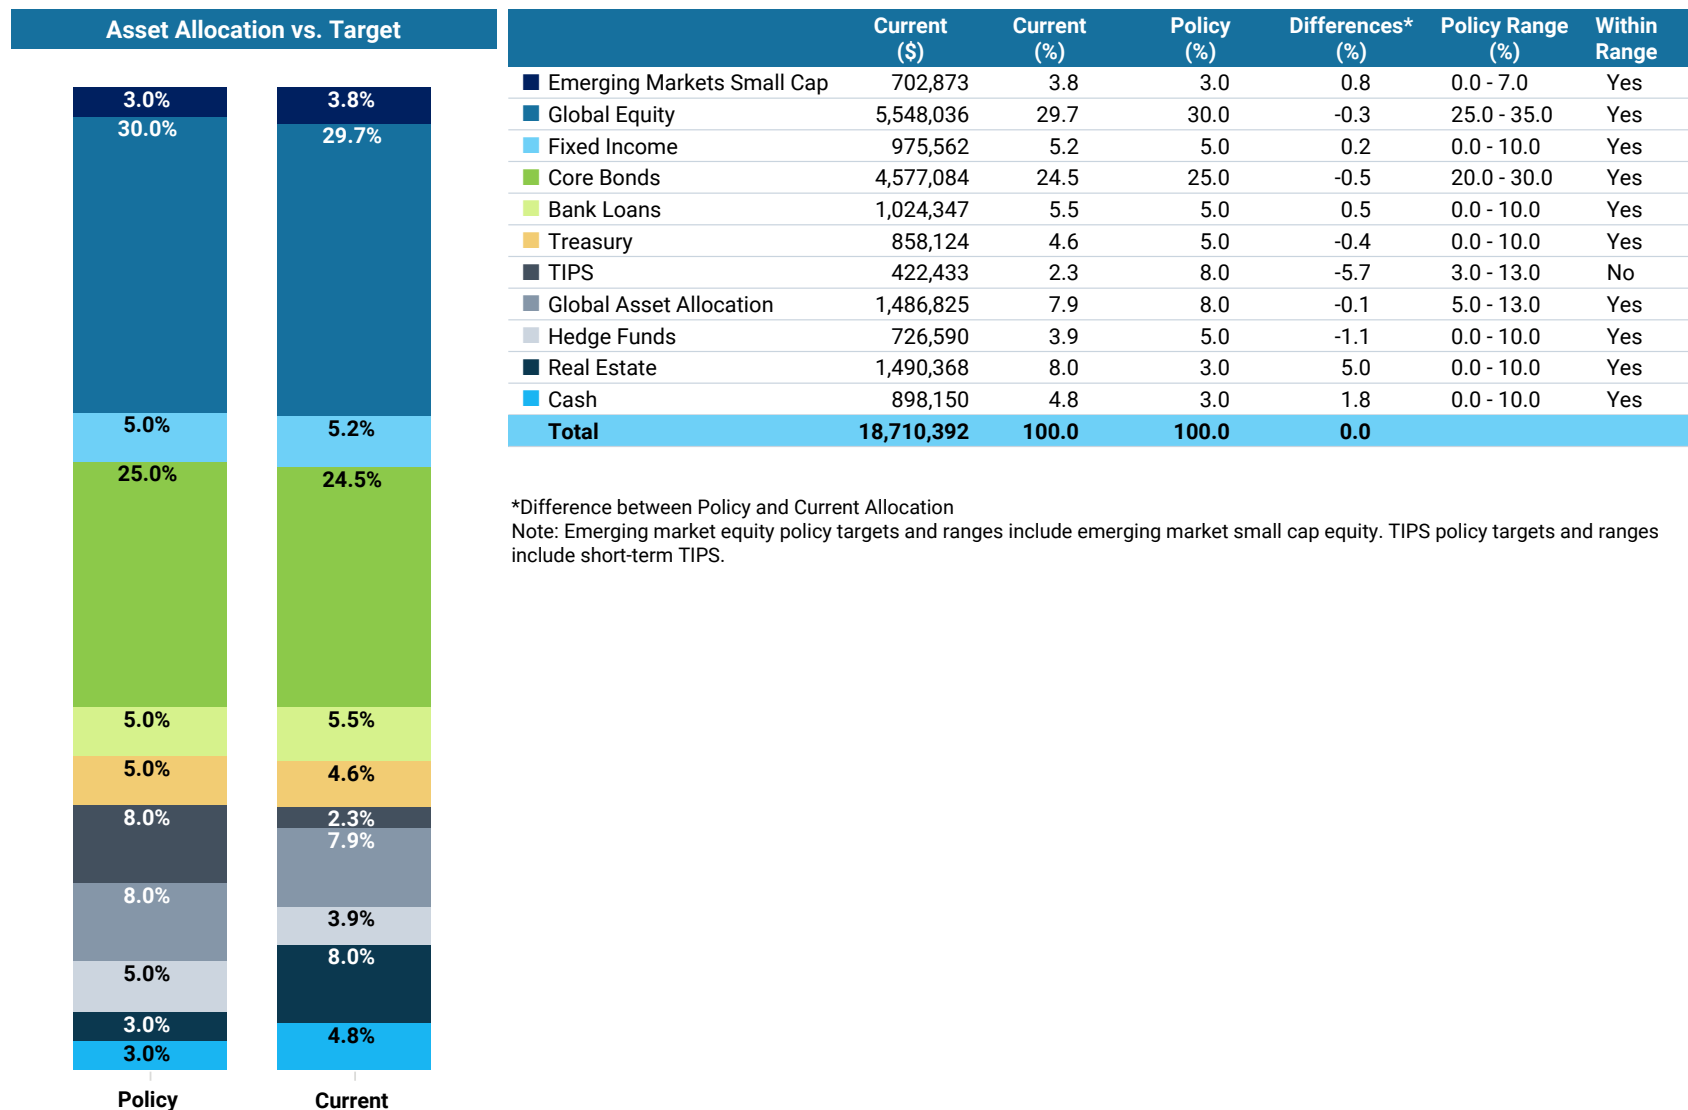 Asset Allocation vs. Target
3.0%
30.0%
5.0%
25.0%
5.0%
5.0%
8.0%
8.0%
5.0%
3.0%
3.0%
Policy
3.8%
29.7%
5.2%
24.5%
5.5%
4.6%
2.3%
7.9%
3.9%
8.0%
4.8%
Current
Current ($) Current (%) Policy (%) Differences* (%) Policy Range (%) Within Range
Emerging Markets Small Cap 702,873 3.8 3.0 0.8 0.0 - 7.0 Yes
Global Equity 5,548,036 29.7 30.0 -0.3 25.0 - 35.0 Yes
Fixed Income 975,562 5.2 5.0 0.2 0.0 - 10.0 Yes
Core Bonds 4,577,084 24.5 25.0 -0.5 20.0 - 30.0 Yes
Bank Loans 1,024,347 5.5 5.0 0.5 0.0 - 10.0 Yes
Treasury 858,124 4.6 5.0 -0.4 0.0 - 10.0 Yes
TIPS 422,433 2.3 8.0 -5.7 3.0 - 13.0 No
Global Asset Allocation 1,486,825 7.9 8.0 -0.1 5.0 - 13.0 Yes
Hedge Funds 726,590 3.9 5.0 -1.1 0.0 - 10.0 Yes
Real Estate 1,490,368 8.0 3.0 5.0 0.0 - 10.0 Yes
Cash 898,150 4.8 3.0 1.8 0.0 - 10.0 Yes
Total 18,710,392 100.0 100.0 0.0
*Difference between Policy and Current Allocation
Note: Emerging market equity policy targets and ranges include emerging market small cap equity. TIPS policy targets and ranges
include short-term TIPS.